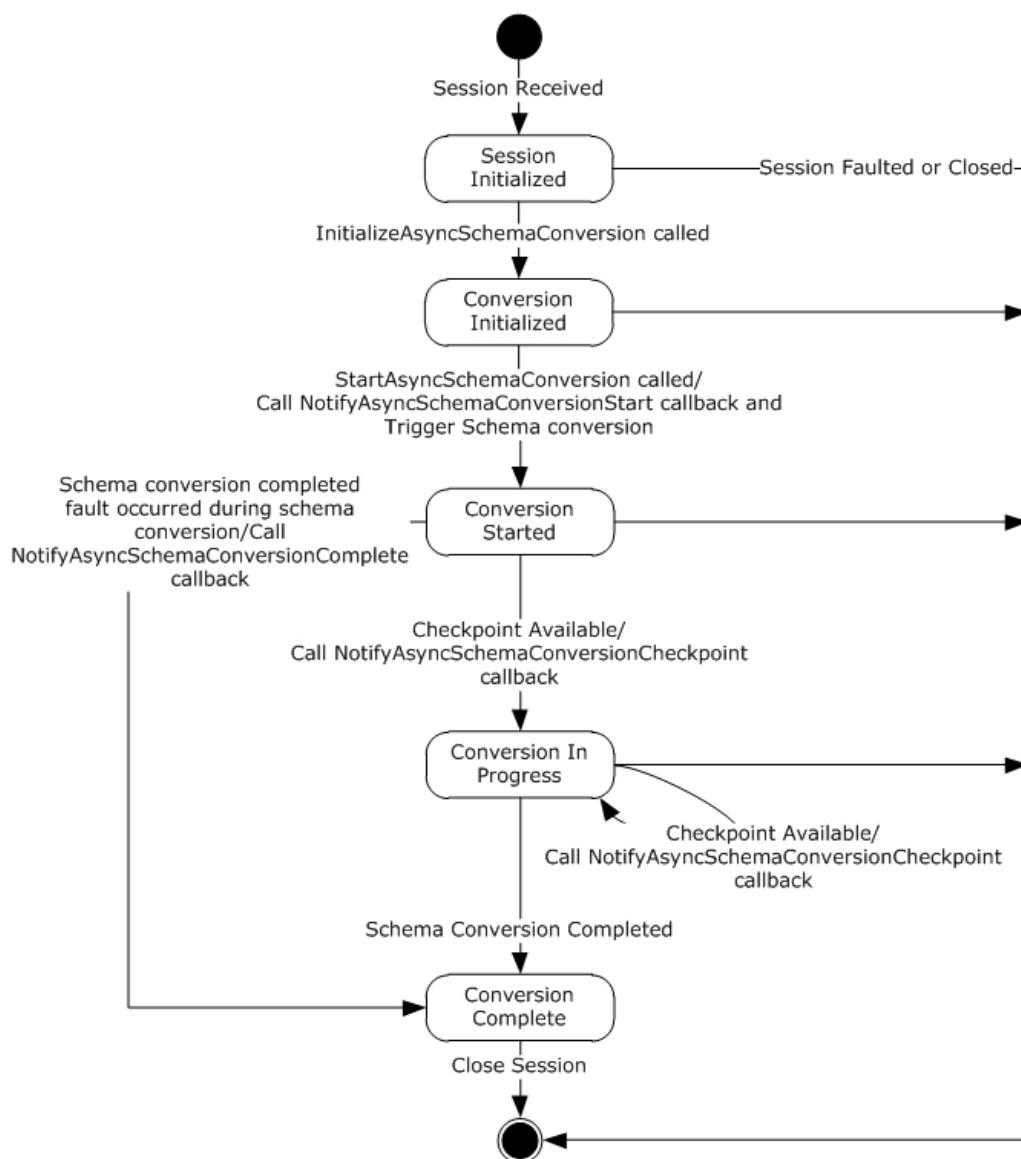 Session Received
Session
Initialized
Session Faulted or Closed
InitializeAsyncSchemaConversion called
Conversion
Initialized
StartAsyncSchemaConversion called/
Call NotifyAsyncSchemaConversionStart callback and
Trigger Schema conversion
Schema conversion completed
fault occurred during schema
conversion/Call
NotifyAsyncSchemaConversionComplete
callback
Conversion
Started
Checkpoint Available/
Call NotifyAsyncSchemaConversionCheckpoint
callback
Conversion In
Progress
Checkpoint Available/
Call NotifyAsyncSchemaConversionCheckpoint
callback
Schema Conversion Completed
Conversion
Complete
Close Session